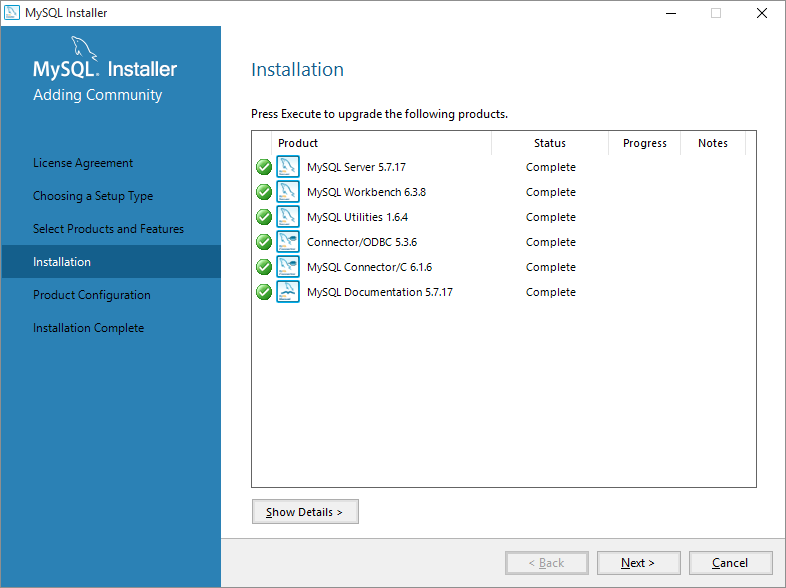 MySQL Installer
MySQL. Installer
Adding Community
License Agreement
Choosing a Setup Type
Select Products and Features
Installation
Product Configuration
Installation Complete
Installation
Press Execute to upgrade the following products.
Product Status Progress Notes
MySQL Server 5.7.17 Complete
MySQL Workbench 6.3.8 Complete
MySQL Utilities 1.6.4 Complete
Connector/ODBC 5.3.6 Complete
MySQL Connector/C 6.1.6 Complete
MySQL Documentation 5.7.17 Complete
Show Details >
< Back Next > Cancel